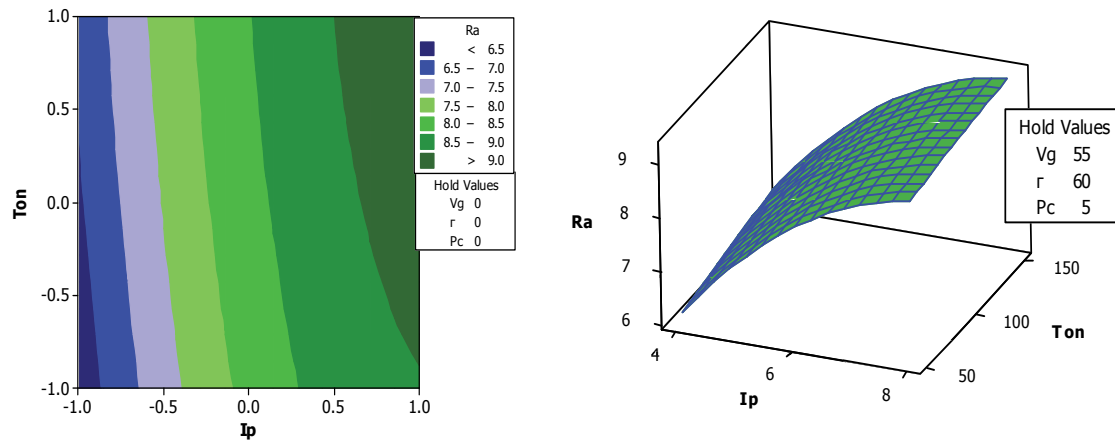 1.0
0.5
0.0
-0.5
-1.0
Ton
-1.0 -0.5 0.0 0.5 1.0
Ip
Ra
< 6.5
6.5 – 7.0
7.0 – 7.5
7.5 – 8.0
8.0 – 8.5
8.5 – 9.0
> 9.0
Hold Values
Vg 0
r 0
Pc 0
9
8
7
6
Ra
4
6
8
Ip
150
100
50
Ton
Hold Values
Vg 55
r 60
Pc 5